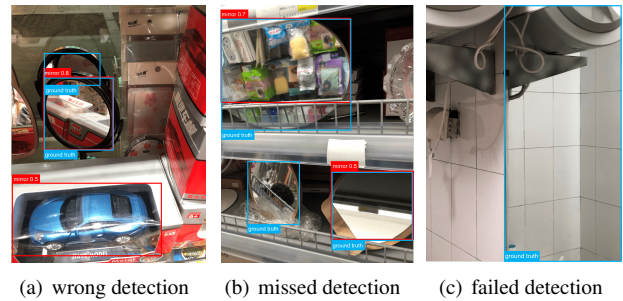 mirror 0.8
ground truth
ground truth
mirror 0.5
mirror 0.7
ground truth
mirror 0.5
ground truth
ground truth
ground truth
(a) wrong detection
(b) missed detection
(c) failed detection